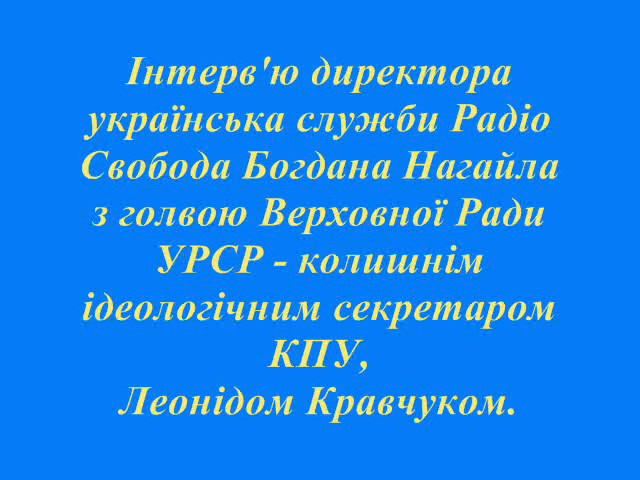 Інтерв'ю директора
українська служби Радіо
Свобода Богдана Нагайла
з голвою Верховної Ради
УРСР - колишнім
ідеологічним секретаром
КПУ,
Леонідом Кравчуком.